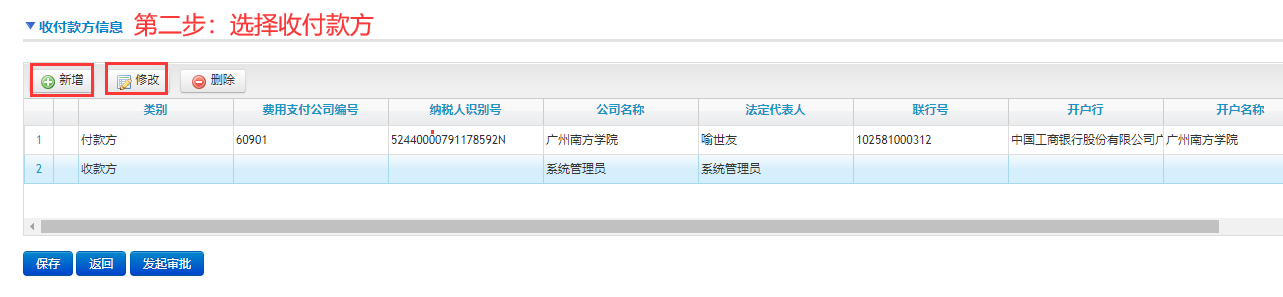 收付款方信息 第二步：选择收付款方
新增 修改 删除
类别 费用支付公司编号 纳税人识别号 公司名称 法定代表人 联行号 开户行 开户名称
1 付款方 60901 52440000791178592N 广州南方学院 喻世友 102581000312 中国工商银行股份有限公司广 广州南方学院
2 收款方 系统管理员 系统管理员
保存 返回 发起审批